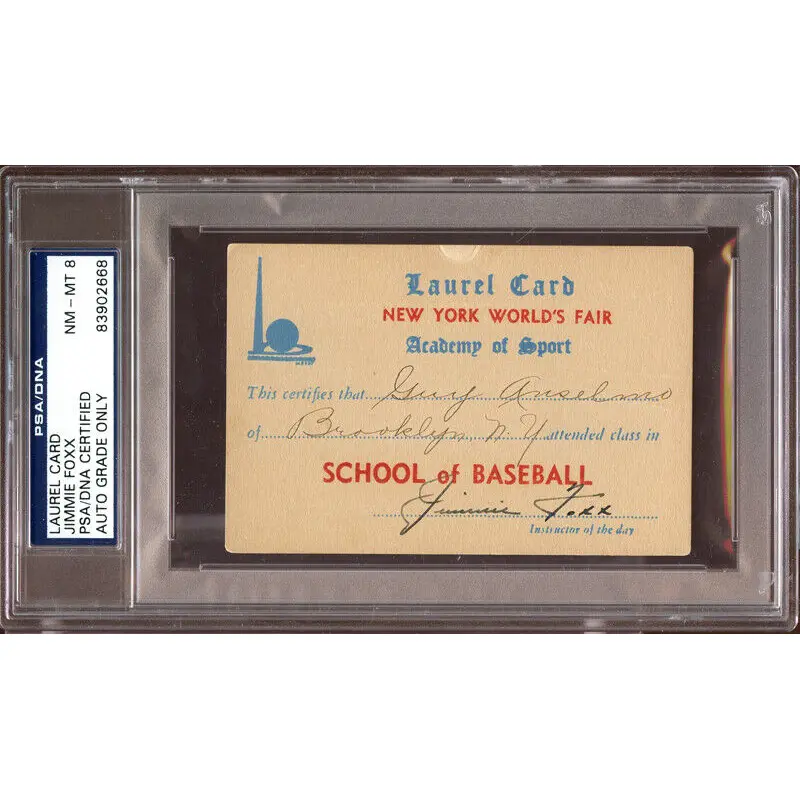 PSA/DNA
LAUREL CARD
JIMMIE FOXX
PSA/DNA CERTIFIED
AUTO GRADE ONLY
NM - MT 8
83902668
Laurel Card
NEW YORK WORLD'S FAIR
Academy of Sport
This certifies that Guy Anselmo
of Brooklyn, N.Y. attended class in
SCHOOL of BASEBALL
Jimmie Foxx
Instructor of the day